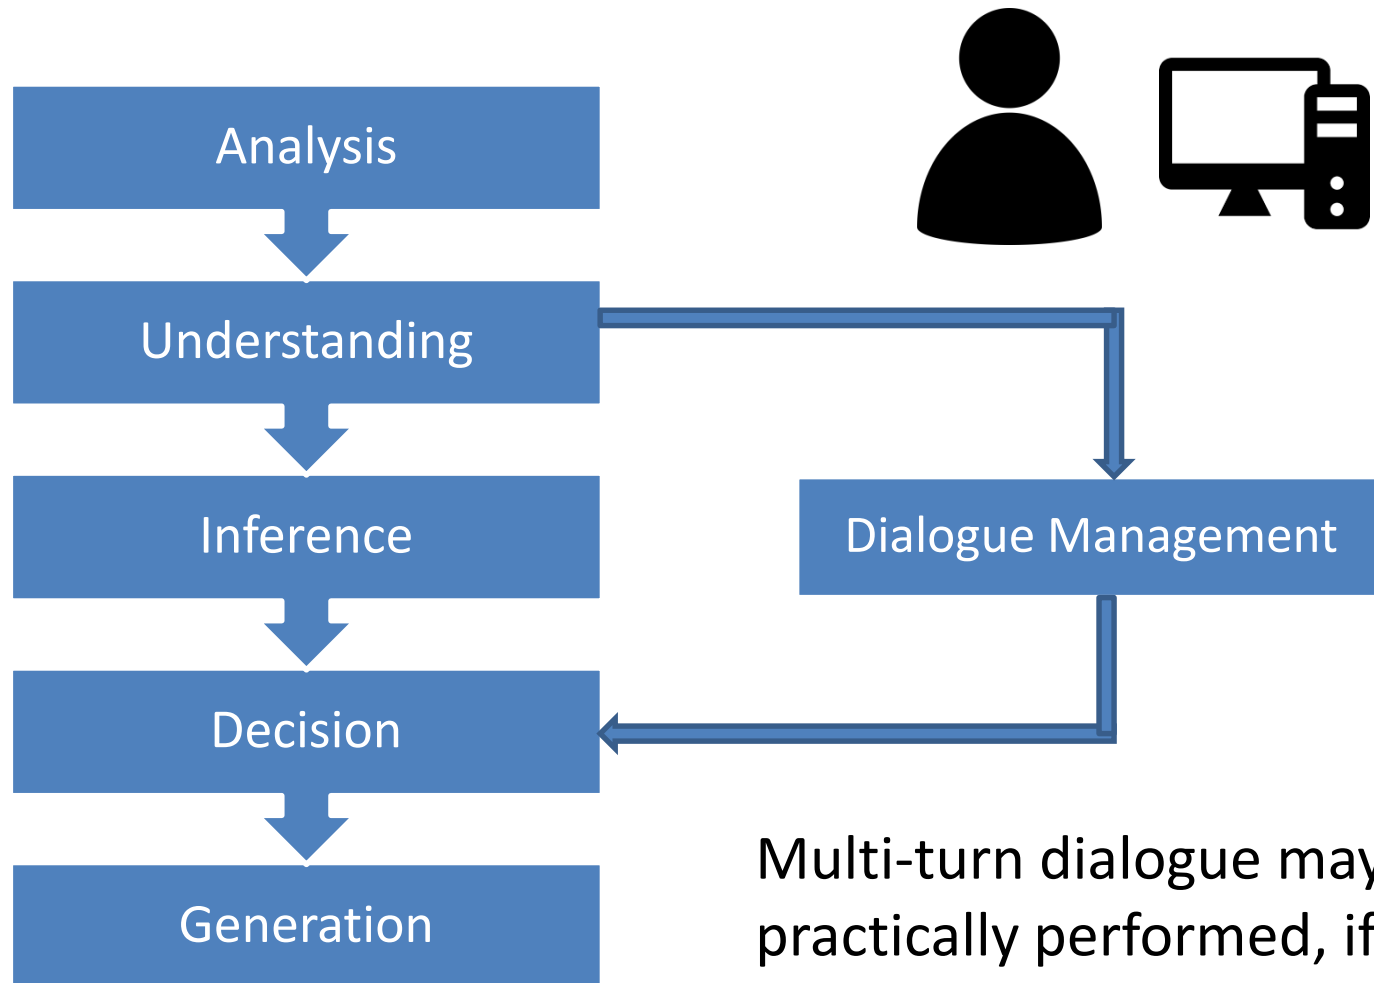 Analysis
Understanding
Inference
Dialogue Management
Decision
Generation
Multi-turn dialogue may
practically performed, if